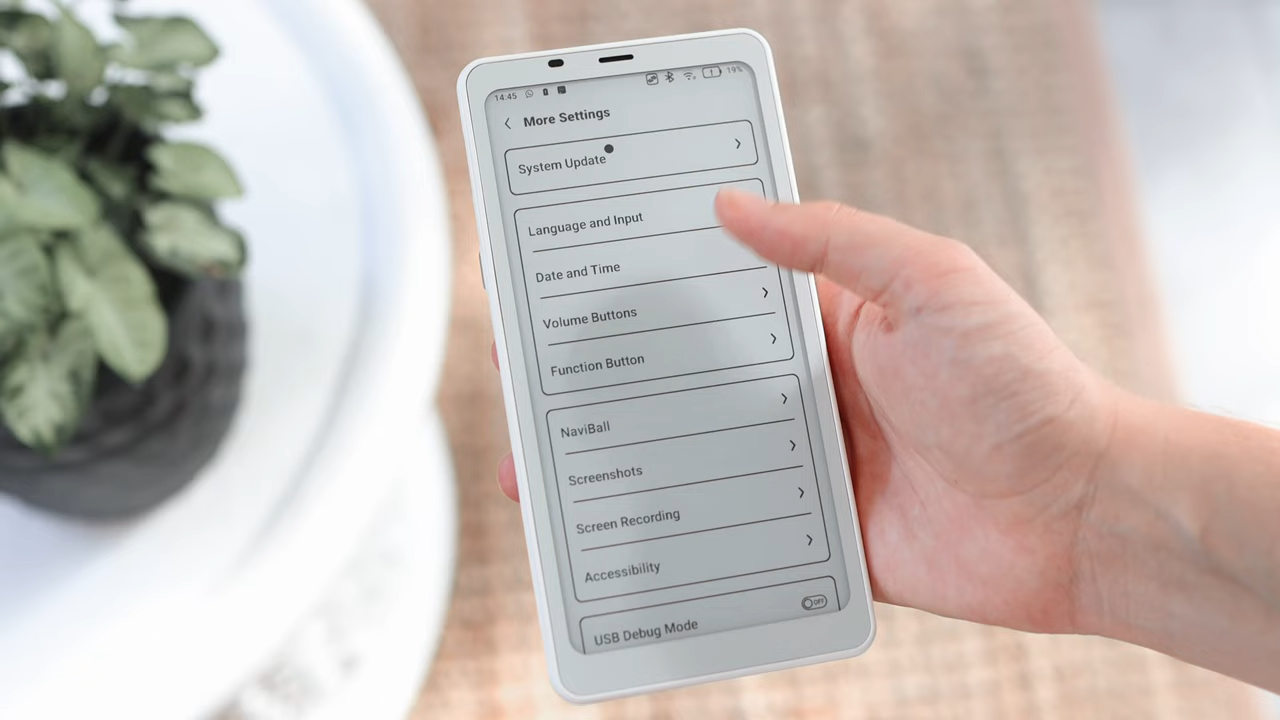 14:45 19%
More Settings
System Update
Language and Input
Date and Time
Volume Buttons
Function Button
NaviBall
Screenshots
Screen Recording
Accessibility
OFF
USB Debug Mode